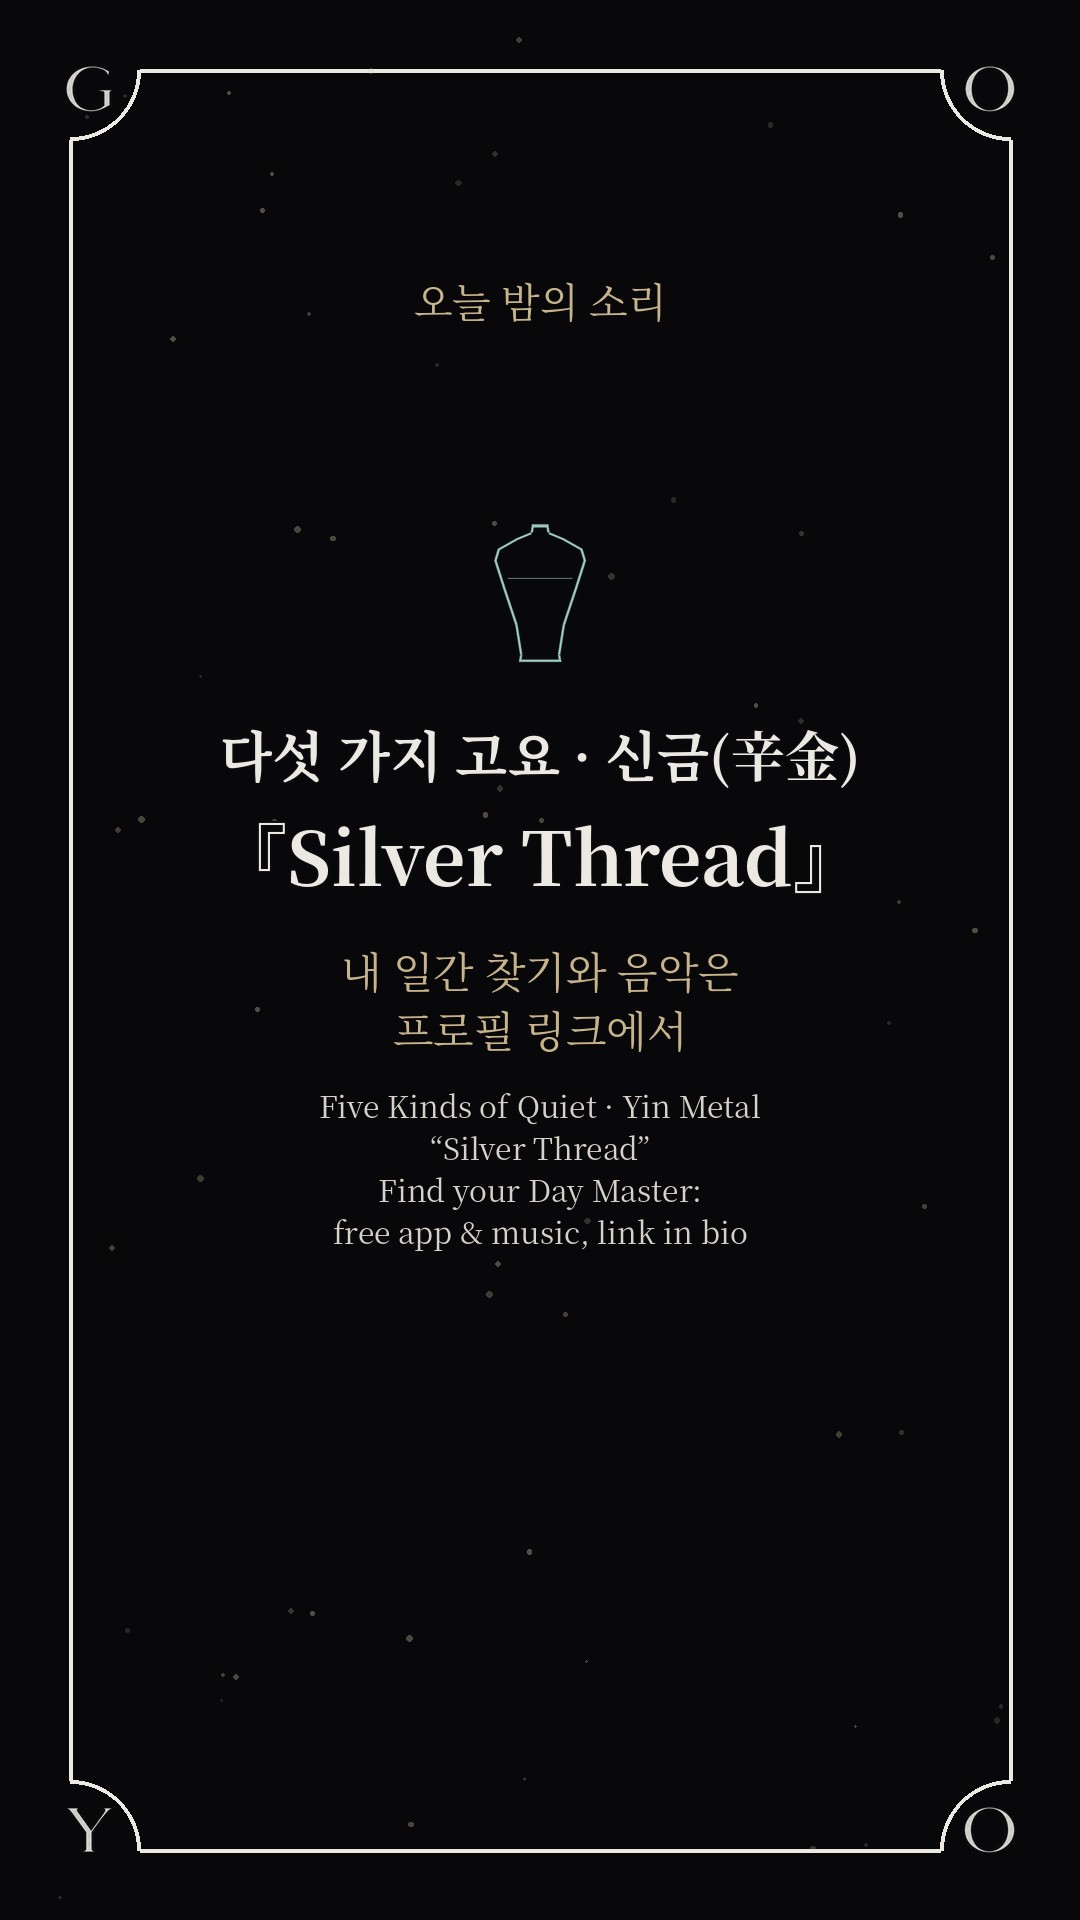 G O
오늘 밤의 소리
다섯 가지 고요 · 신금(辛金)
『Silver Thread』
내 일간 찾기와 음악은
프로필 링크에서
Five Kinds of Quiet · Yin Metal
“Silver Thread”
Find your Day Master:
free app & music, link in bio
Y O